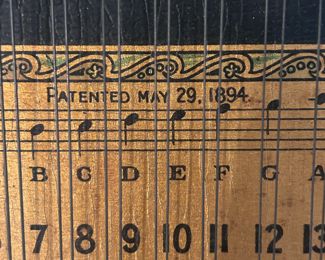 PATENTED MAY 29, 1894.
B C D E F G A
7 8 9 10 11 12 13